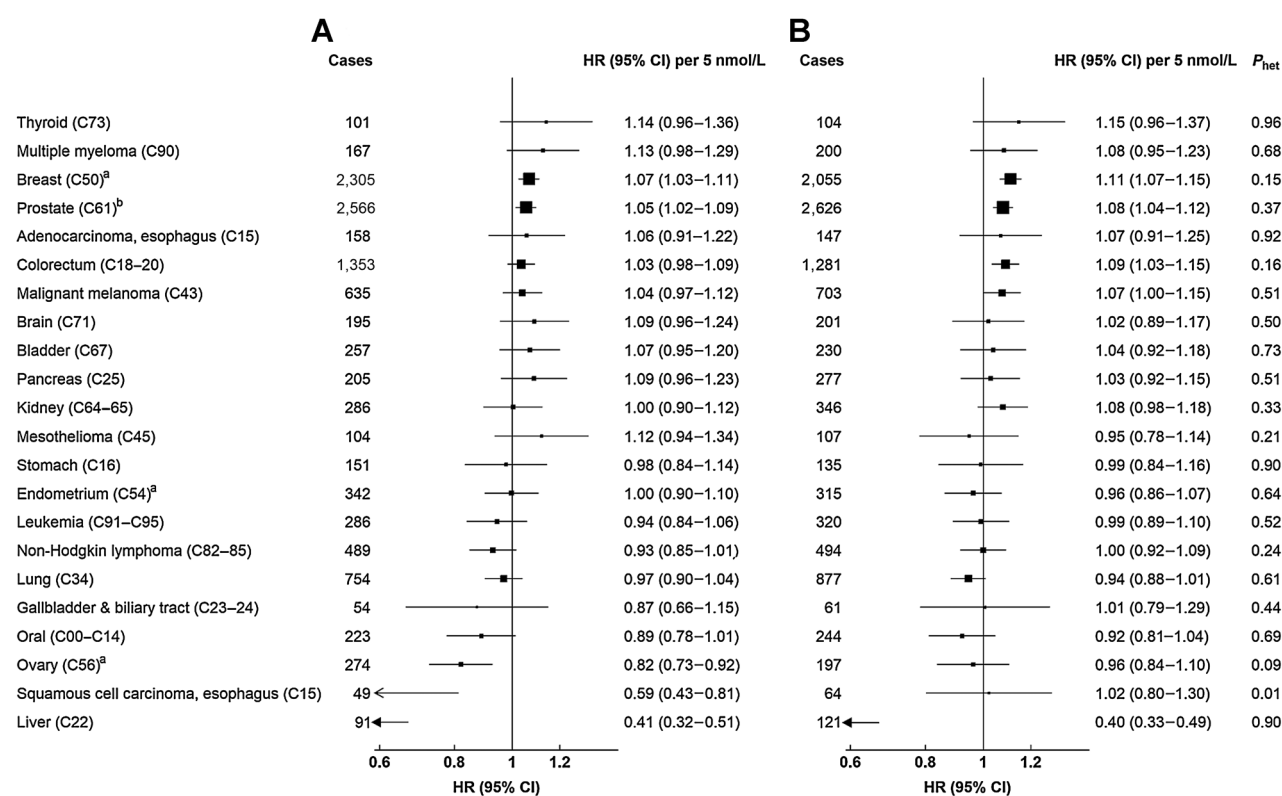 A B
Cases HR (95% CI) per 5 nmol/L Cases HR (95% CI) per 5 nmol/L Phet
Thyroid (C73) 101 1.14 (0.96–1.36) 104 1.15 (0.96–1.37) 0.96
Multiple myeloma (C90) 167 1.13 (0.98–1.29) 200 1.08 (0.95–1.23) 0.68
Breast (C50)a 2,305 1.07 (1.03–1.11) 2,055 1.11 (1.07–1.15) 0.15
Prostate (C61)b 2,566 1.05 (1.02–1.09) 2,626 1.08 (1.04–1.12) 0.37
Adenocarcinoma, esophagus (C15) 158 1.06 (0.91–1.22) 147 1.07 (0.91–1.25) 0.92
Colorectum (C18–20) 1,353 1.03 (0.98–1.09) 1,281 1.09 (1.03–1.15) 0.16
Malignant melanoma (C43) 635 1.04 (0.97–1.12) 703 1.07 (1.00–1.15) 0.51
Brain (C71) 195 1.09 (0.96–1.24) 201 1.02 (0.89–1.17) 0.50
Bladder (C67) 257 1.07 (0.95–1.20) 230 1.04 (0.92–1.18) 0.73
Pancreas (C25) 205 1.09 (0.96–1.23) 277 1.03 (0.92–1.15) 0.51
Kidney (C64–65) 286 1.00 (0.90–1.12) 346 1.08 (0.98–1.18) 0.33
Mesothelioma (C45) 104 1.12 (0.94–1.34) 107 0.95 (0.78–1.14) 0.21
Stomach (C16) 151 0.98 (0.84–1.14) 135 0.99 (0.84–1.16) 0.90
Endometrium (C54)a 342 1.00 (0.90–1.10) 315 0.96 (0.86–1.07) 0.64
Leukemia (C91–C95) 286 0.94 (0.84–1.06) 320 0.99 (0.89–1.10) 0.52
Non-Hodgkin lymphoma (C82–85) 489 0.93 (0.85–1.01) 494 1.00 (0.92–1.09) 0.24
Lung (C34) 754 0.97 (0.90–1.04) 877 0.94 (0.88–1.01) 0.61
Gallbladder & biliary tract (C23–24) 54 0.87 (0.66–1.15) 61 1.01 (0.79–1.29) 0.44
Oral (C00–C14) 223 0.89 (0.78–1.01) 244 0.92 (0.81–1.04) 0.69
Ovary (C56)a 274 0.82 (0.73–0.92) 197 0.96 (0.84–1.10) 0.09
Squamous cell carcinoma, esophagus (C15) 49 0.59 (0.43–0.81) 64 1.02 (0.80–1.30) 0.01
Liver (C22) 91 0.41 (0.32–0.51) 121 0.40 (0.33–0.49) 0.90
0.6 0.8 1 1.2 0.6 0.8 1 1.2
HR (95% CI) HR (95% CI)